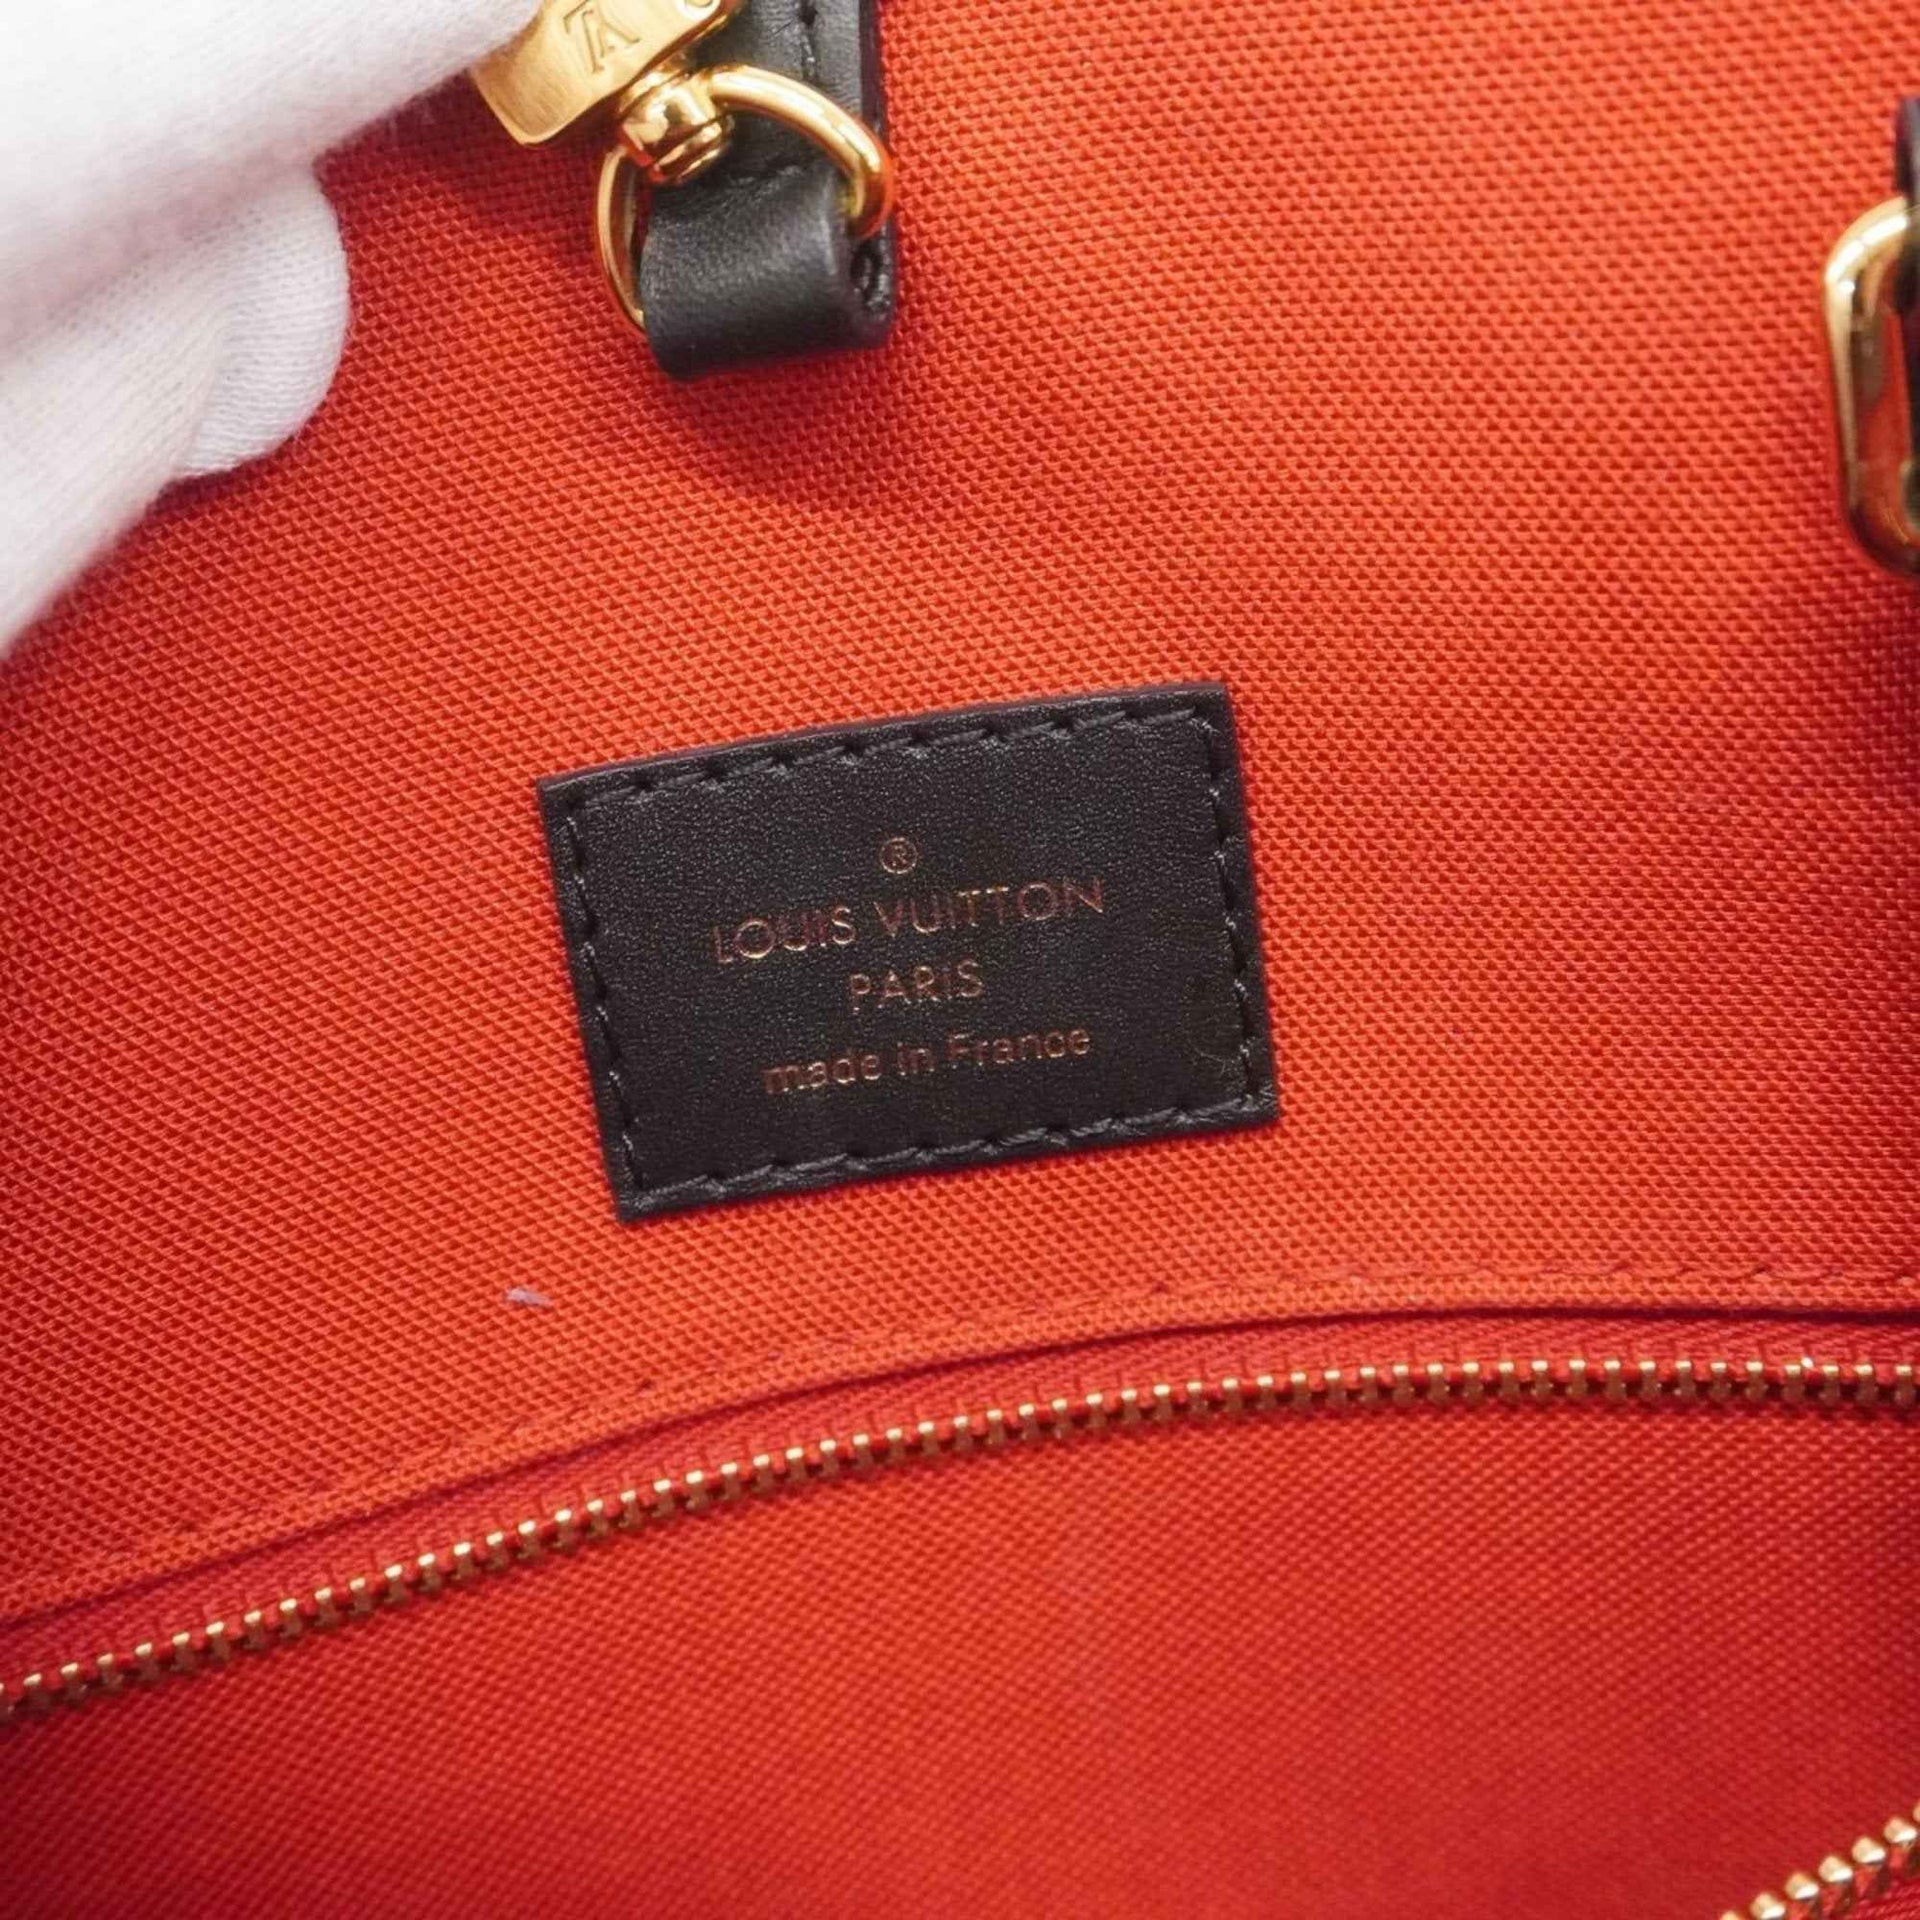 ®
LOUIS VUITTON
PARIS
made in France